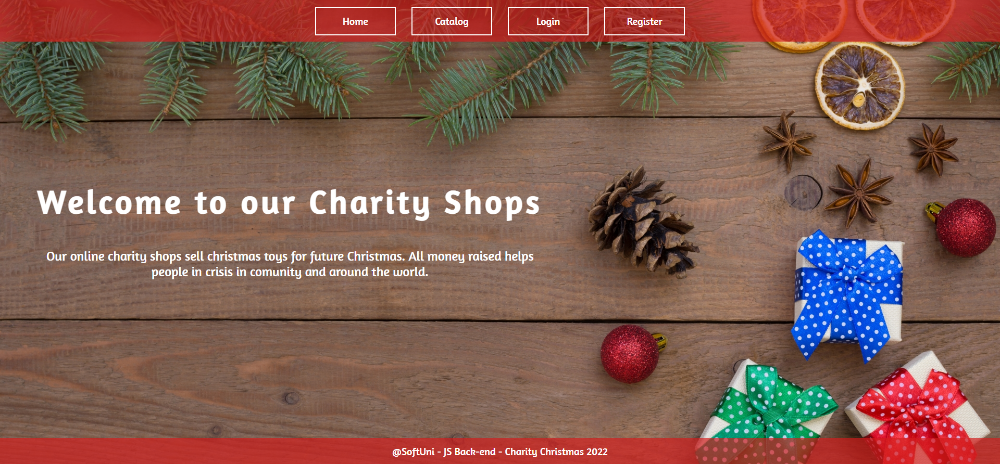 Home
Catalog
Login
Register
Welcome to our Charity Shops
Our online charity shops sell christmas toys for future Christmas. All money raised helps
people in crisis in comunity and around the world.
@SoftUni - JS Back-end - Charity Christmas 2022